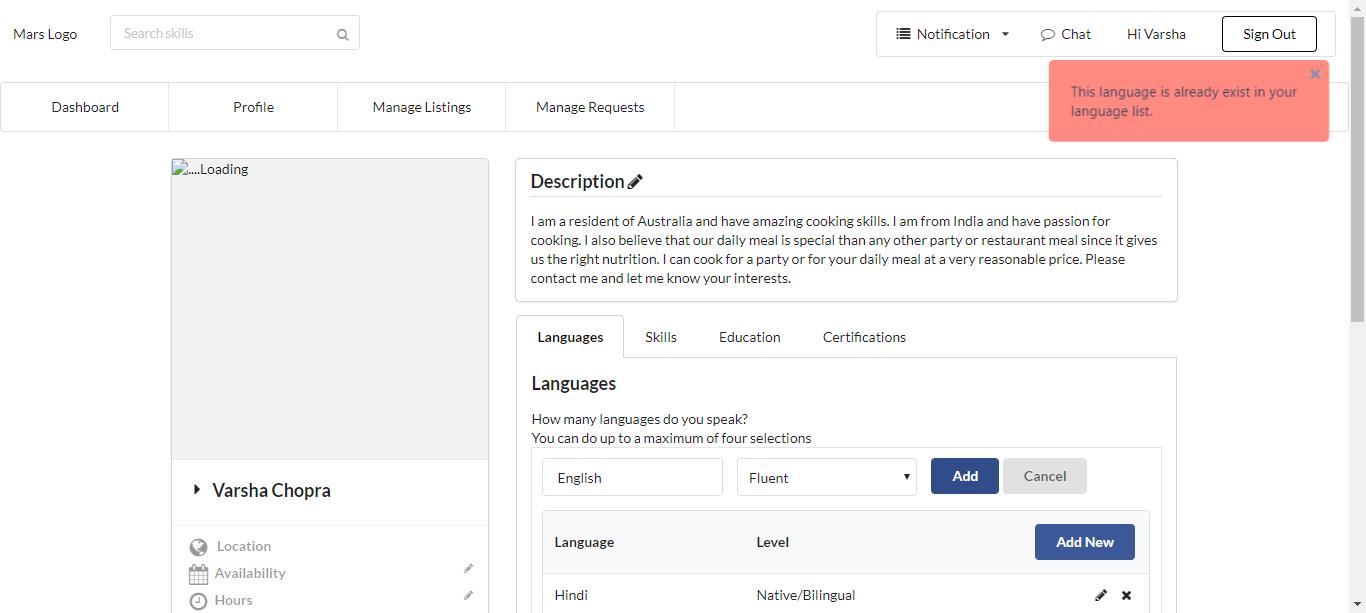 Mars Logo
Search skills
Notification
Chat
Hi Varsha
Sign Out
This language is already exist in your
language list.
Dashboard
Profile
Manage Listings
Manage Requests
....Loading
Description
I am a resident of Australia and have amazing cooking skills. I am from India and have passion for
cooking. I also believe that our daily meal is special than any other party or restaurant meal since it gives
us the right nutrition. I can cook for a party or for your daily meal at a very reasonable price. Please
contact me and let me know your interests.
Languages
Skills
Education
Certifications
Languages
How many languages do you speak?
You can do up to a maximum of four selections
English
Fluent
Add
Cancel
Language
Level
Add New
Hindi
Native/Bilingual
Varsha Chopra
Location
Availability
Hours